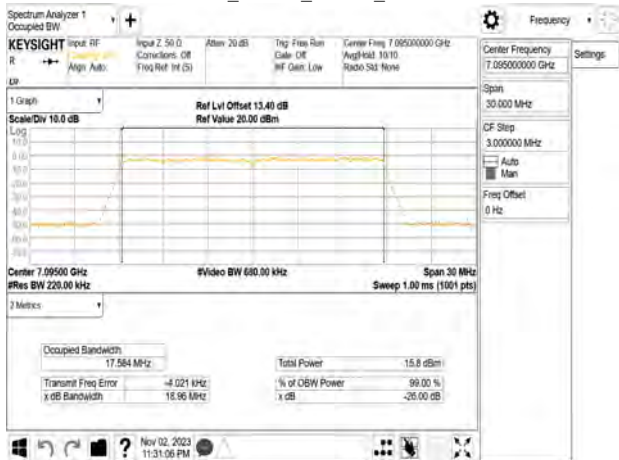 Spectrum Analyzer 1
Occupied BW
Frequency
KEYSIGHT
Input: RF
Input Z: 50 Ω
Atten: 20 dB
Trig: Free Run
Center Freq: 7.095000000 GHz
R
Corrections: Off
Gate: Off
Avg|Hold: 10/10
Align: Auto
Freq Ref: Int (S)
#IF Gain: Low
Radio Std: None
1 Graph
Scale/Div 10.0 dB
Ref Lvl Offset 13.40 dB
Ref Value 20.00 dBm
Log
Center 7.09500 GHz
#Video BW 680.00 kHz
Span 30 MHz
#Res BW 220.00 kHz
Sweep 1.00 ms (1001 pts)
2 Metrics
Occupied Bandwidth
17.584 MHz
Total Power
15.8 dBm
Transmit Freq Error
-4.021 kHz
% of OBW Power
99.00 %
x dB Bandwidth
18.96 MHz
x dB
-26.00 dB
Nov 02, 2023
11:31:06 PM
Center Frequency
7.095000000 GHz
Settings
Span
30.000 MHz
CF Step
3.000000 MHz
Auto
Man
Freq Offset
0 Hz